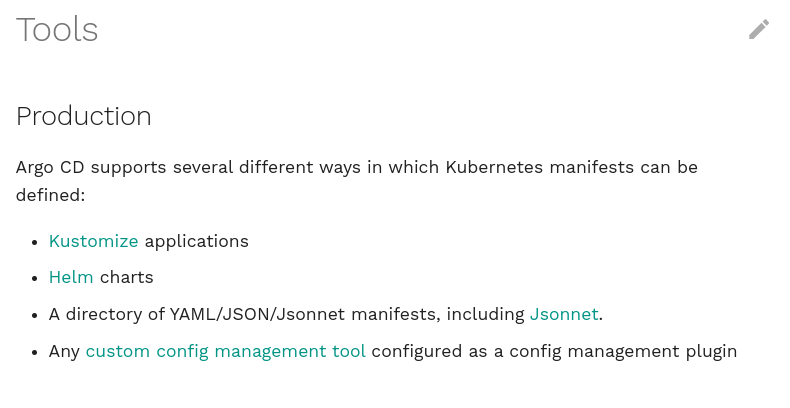 Tools
Production
Argo CD supports several different ways in which Kubernetes manifests can be
defined:
• Kustomize applications
• Helm charts
• A directory of YAML/JSON/Jsonnet manifests, including Jsonnet.
• Any custom config management tool configured as a config management plugin